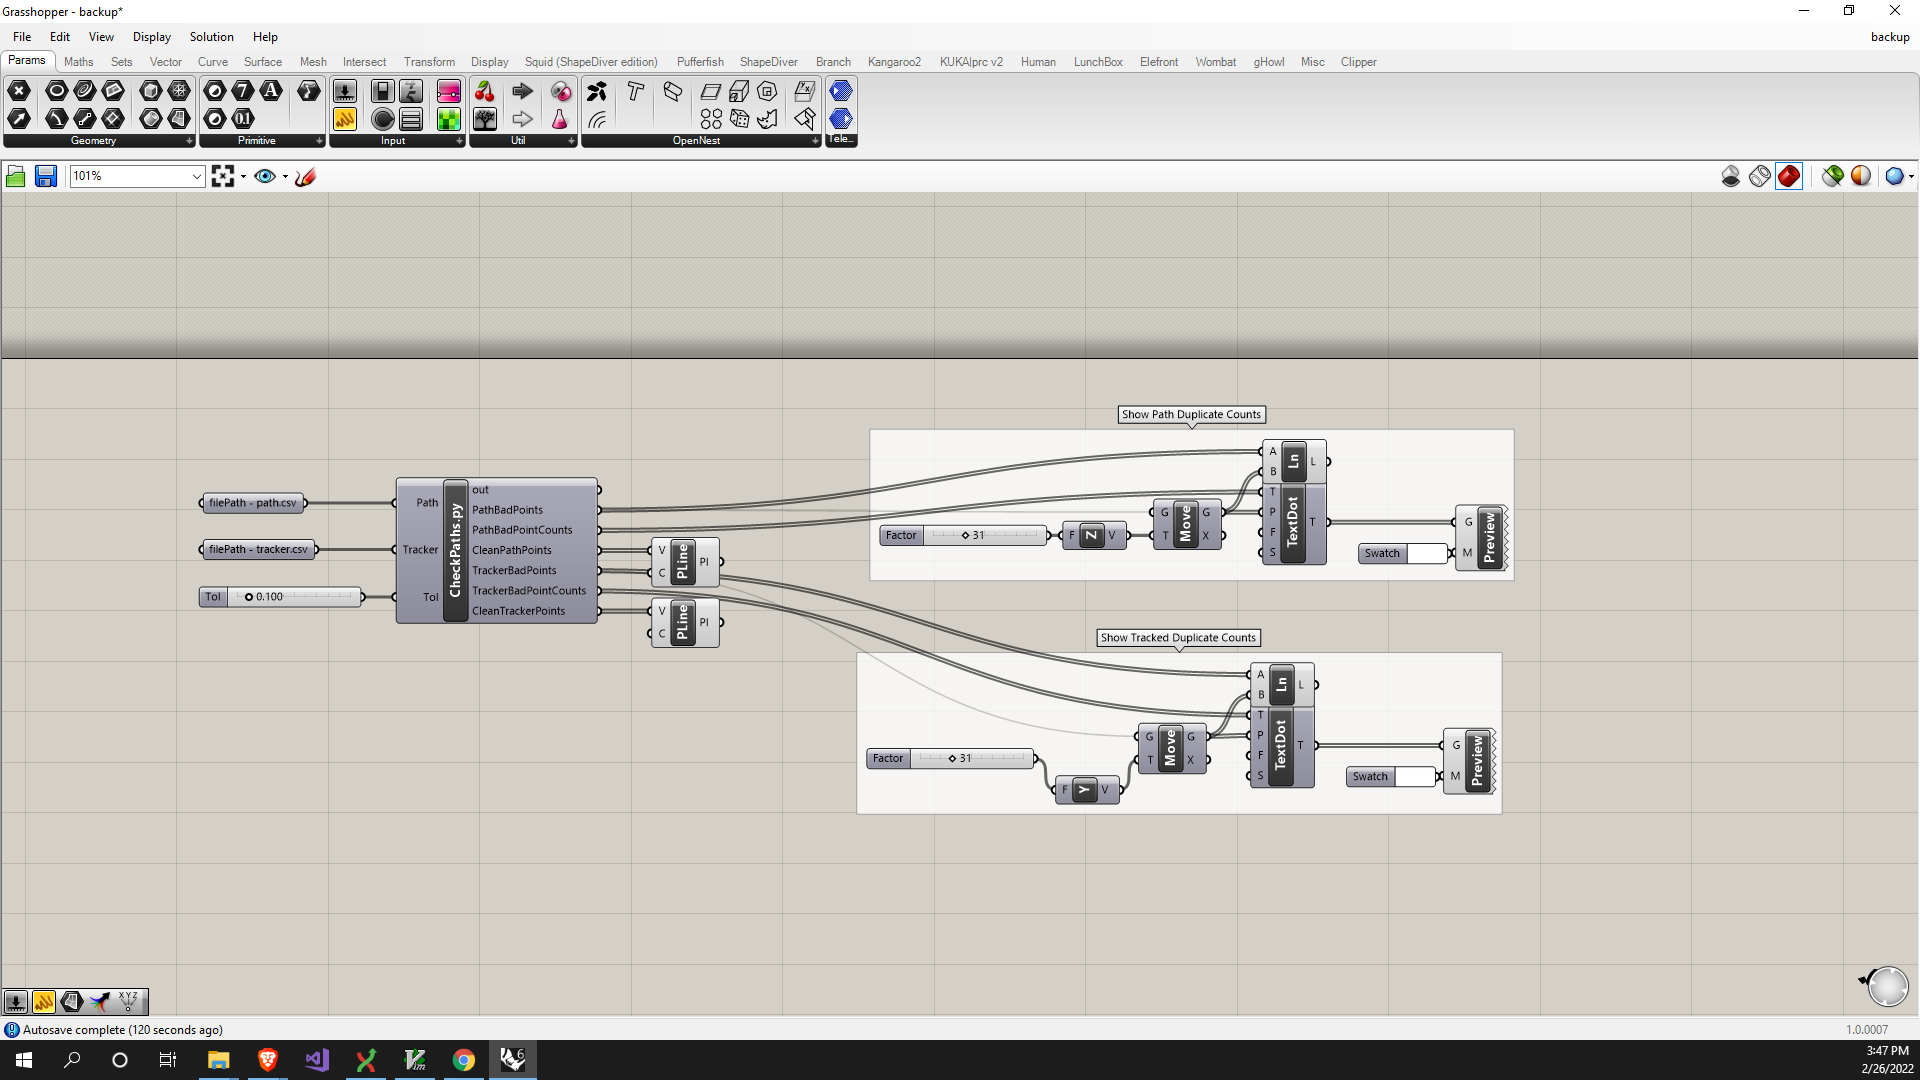 Grasshopper - backup*
File Edit View Display Solution Help backup
Params Maths Sets Vector Curve Surface Mesh Intersect Transform Display Squid (ShapeDiver edition) Pufferfish ShapeDiver Branch Kangaroo2 KUKA|prc v2 Human LunchBox Elefront Wombat gHowl Misc Clipper
Geometry Primitive Input Util OpenNest Tele...
101%
Show Path Duplicate Counts
filePath - path.csv
filePath - tracker.csv
Tol 0.100
Path
Tracker
Tol
CheckPaths.py
out
PathBadPoints
PathBadPointCounts
CleanPathPoints
TrackerBadPoints
TrackerBadPointCounts
CleanTrackerPoints
V C PLine Pl
V C PLine Pl
Factor 31
F Z V
G T Move G X
A B Ln L
T P F S TextDot T
Swatch
G M Preview
Show Tracked Duplicate Counts
Factor 31
F Y V
G T Move G X
A B Ln L
T P F S TextDot T
Swatch
G M Preview
XYZ
Autosave complete (120 seconds ago)
1.0.0007
3:47 PM
2/26/2022